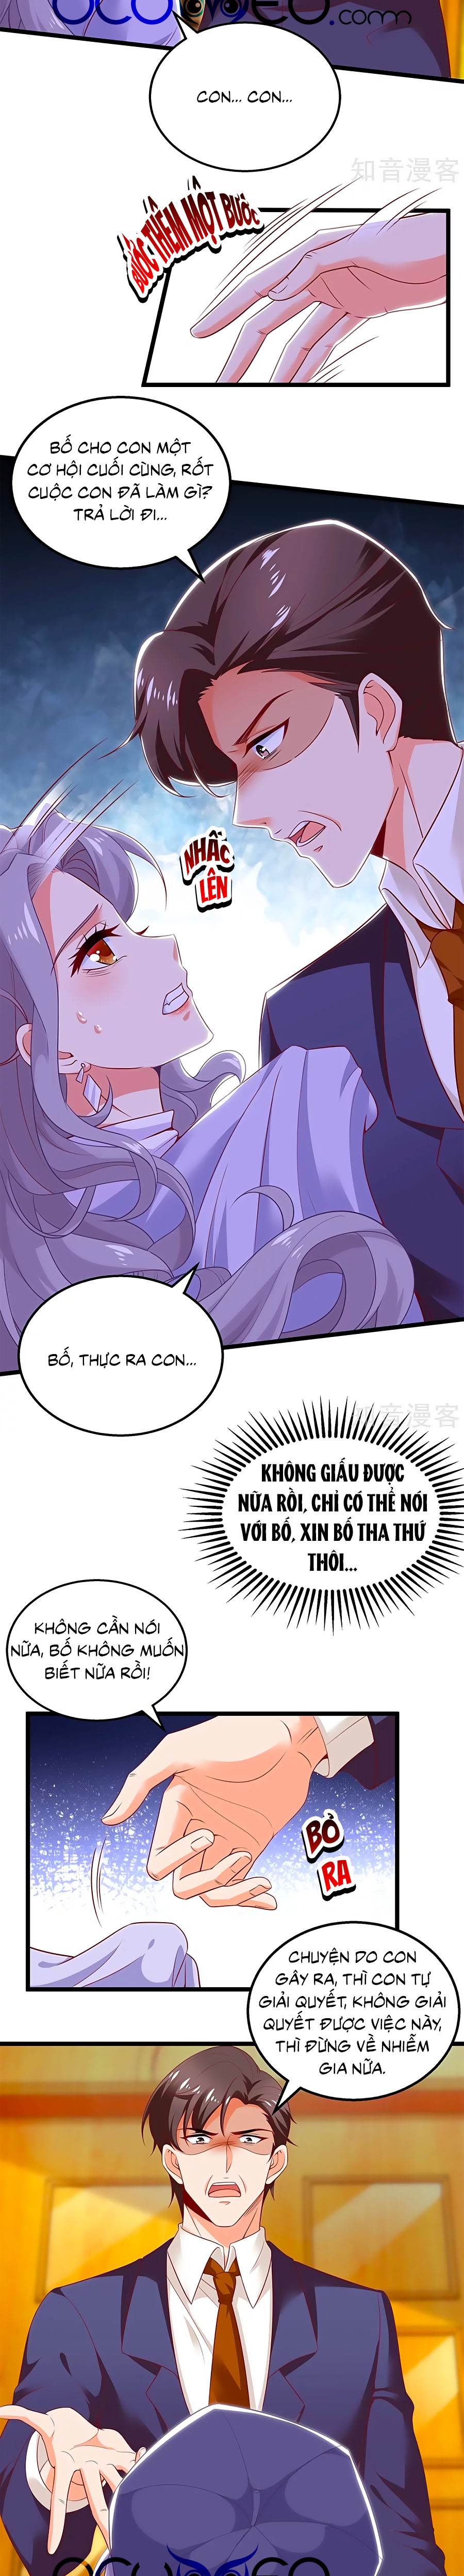 OCUMEO.com
CON... CON...
知音漫客
BƯỚC THÊM MỘT BƯỚC
BỐ CHO CON MỘT
CƠ HỘI CUỐI CÙNG, RỐT
CUỘC CON ĐÃ LÀM GÌ?
TRẢ LỜI ĐI...
NHẤC
LÊN
BỐ, THỰC RA CON...
知音漫客
KHÔNG GIẤU ĐƯỢC
NỮA RỒI, CHỈ CÓ THỂ NÓI
VỚI BỐ, XIN BỐ THA THỨ
THÔI...
KHÔNG CẦN NÓI
NỮA, BỐ KHÔNG MUỐN
BIẾT NỮA RỒI!
BỎ
RA
CHUYỆN DO CON
GÂY RA, THÌ CON TỰ
GIẢI QUYẾT, KHÔNG GIẢI
QUYẾT ĐƯỢC VIỆC NÀY,
THÌ ĐỪNG VỀ NHIỄM
GIA NỮA.